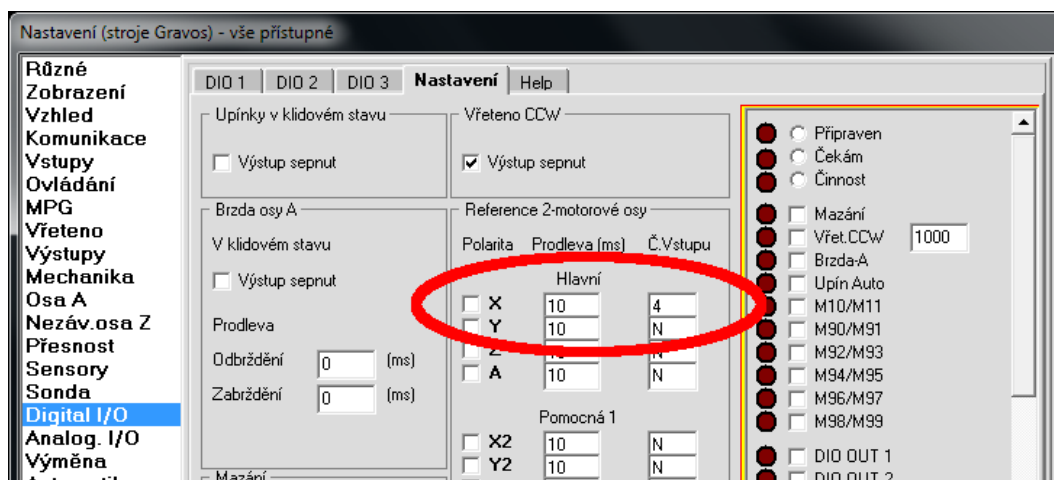 Nastavení (stroje Gravos) - vše přístupné
Různé
Zobrazení
Vzhled
Komunikace
Vstupy
Ovládání
MPG
Vřeteno
Výstupy
Mechanika
Osa A
Nezáv.osa Z
Přesnost
Sensory
Sonda
Digital I/O
Analog. I/O
Výměna
DIO 1 DIO 2 DIO 3 Nastavení Help
Upínky v klidovém stavu
Výstup sepnut
Brzda osy A
V klidovém stavu
Výstup sepnut
Prodleva
Odbrždění 0 (ms)
Zabrždění 0 (ms)
Mazání
Vřeteno CCW
Výstup sepnut
Reference 2-motorové osy
Polarita Prodleva (ms) Č.Vstupu
Hlavní
X 10 4
Y 10 N
Z 10 N
A 10 N
Pomocná 1
X2 10 N
Y2 10 N
Připraven
Čekám
Činnost
Mazání
Vřet.CCW 1000
Brzda-A
Upín Auto
M10/M11
M90/M91
M92/M93
M94/M95
M96/M97
M98/M99
DIO OUT 1
DIO OUT 2